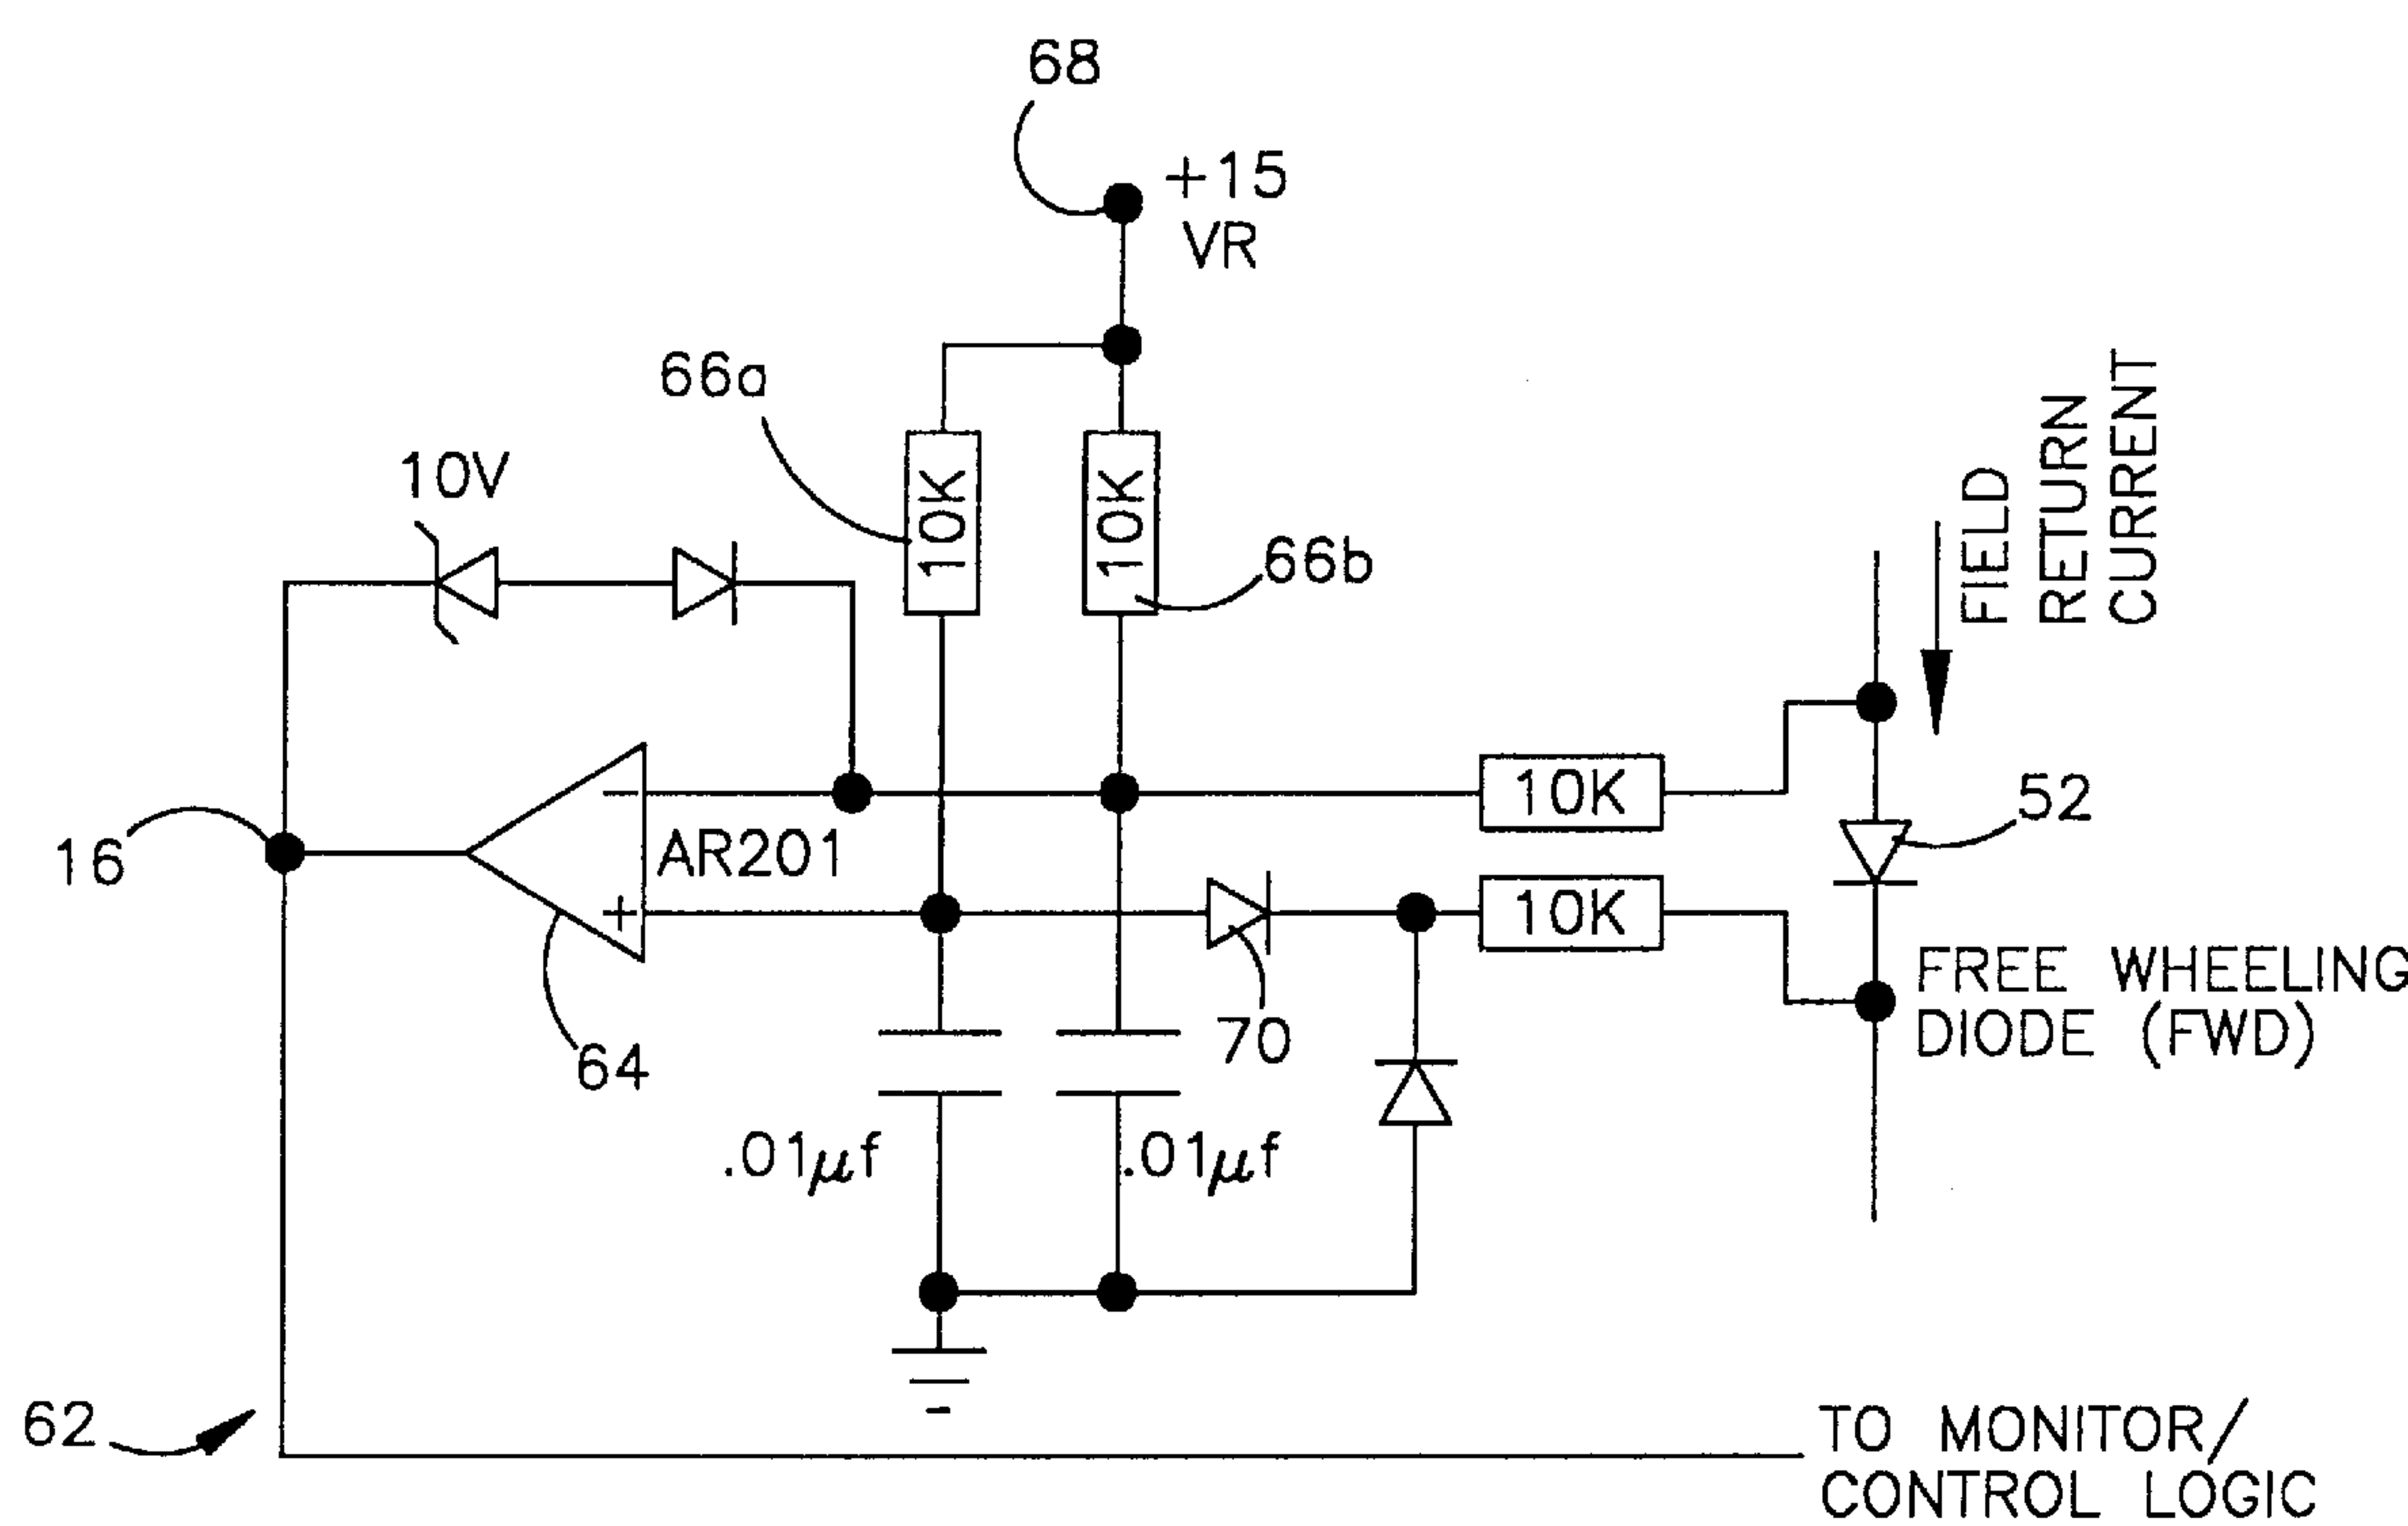 68
+15
VR
66a
10K
10K
66b
10V
FIELD
RETURN
CURRENT
16
AR201
10K
52
10K
70
64
FREE WHEELING
DIODE (FWD)
.01μf
.01μf
62
TO MONITOR/
CONTROL LOGIC